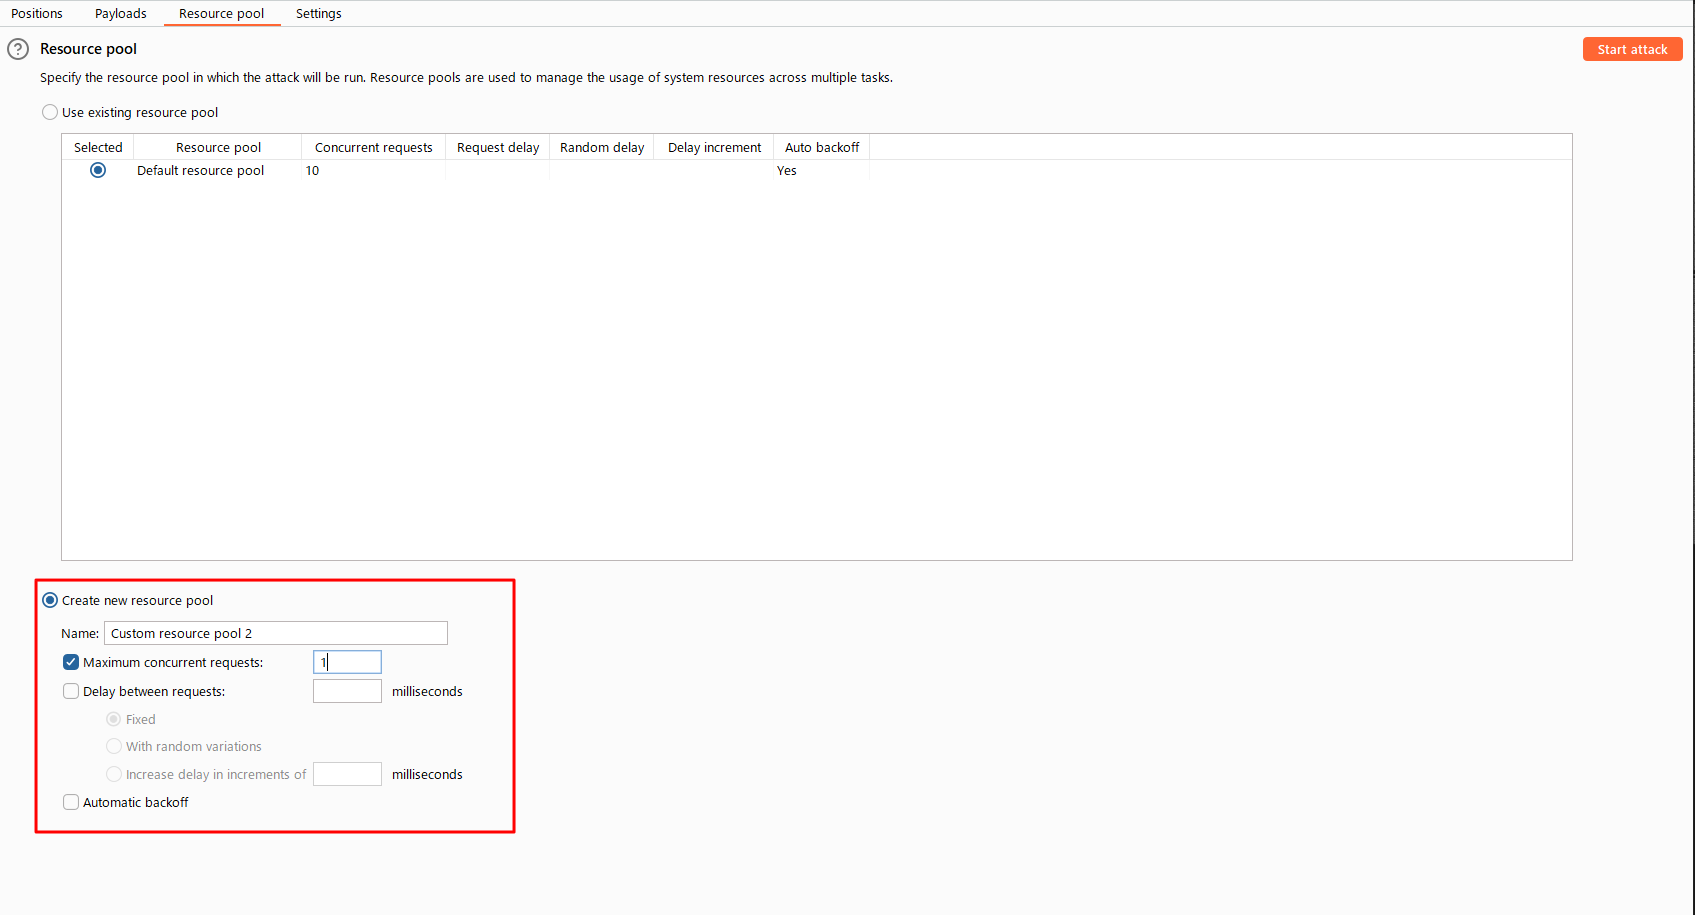 Positions Payloads Resource pool Settings
? Resource pool Start attack
Specify the resource pool in which the attack will be run. Resource pools are used to manage the usage of system resources across multiple tasks.
Use existing resource pool
Selected Resource pool Concurrent requests Request delay Random delay Delay increment Auto backoff
Default resource pool 10 Yes
Create new resource pool
Name: Custom resource pool 2
Maximum concurrent requests: 1
Delay between requests: milliseconds
Fixed
With random variations
Increase delay in increments of milliseconds
Automatic backoff